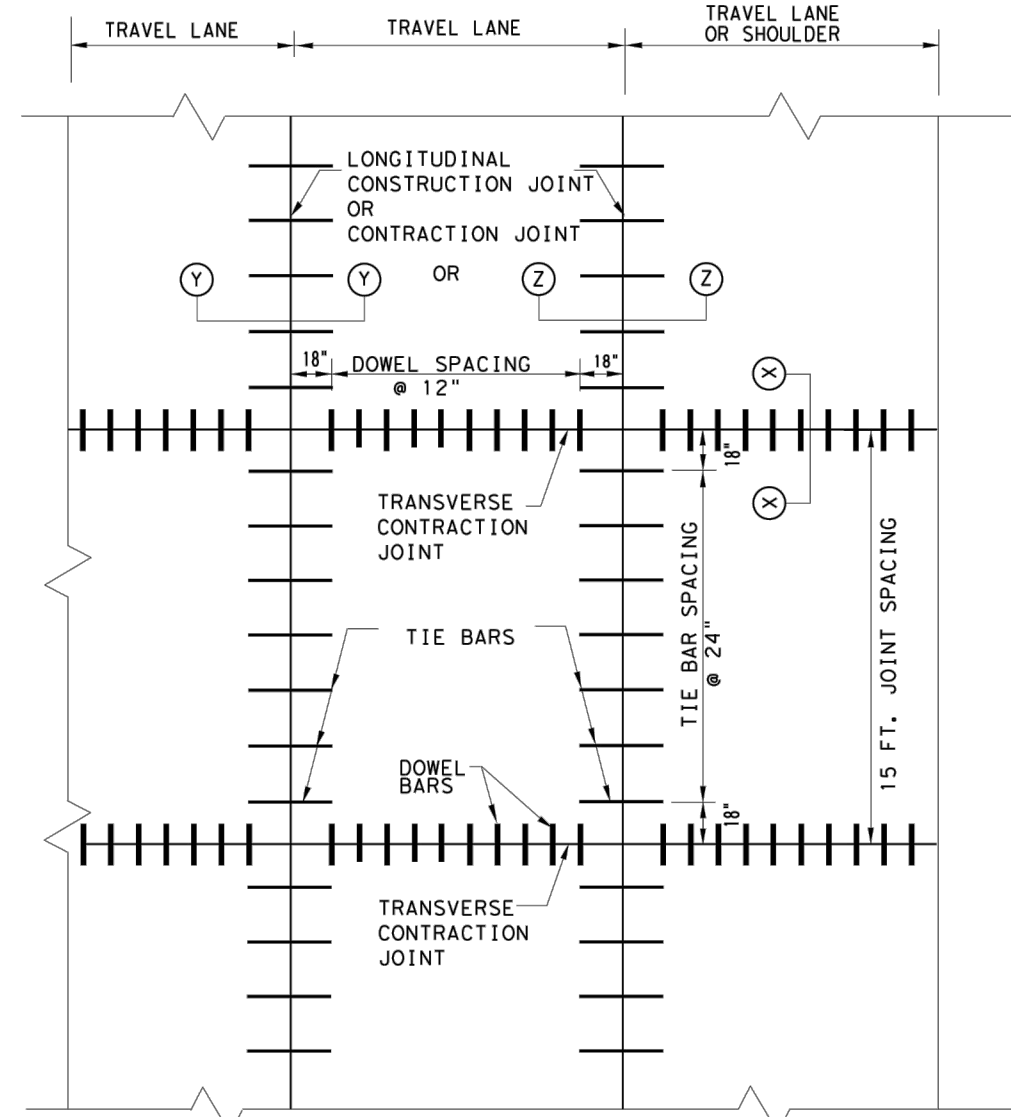 TRAVEL LANE
TRAVEL LANE
TRAVEL LANE
OR SHOULDER
LONGITUDINAL
CONSTRUCTION JOINT
OR
CONTRACTION JOINT
OR
Y
Y
Z
Z
18"
DOWEL SPACING
@ 12"
18"
X
X
18"
TRANSVERSE
CONTRACTION
JOINT
TIE BAR SPACING
@ 24"
15 FT. JOINT SPACING
TIE BARS
DOWEL
BARS
18"
TRANSVERSE
CONTRACTION
JOINT